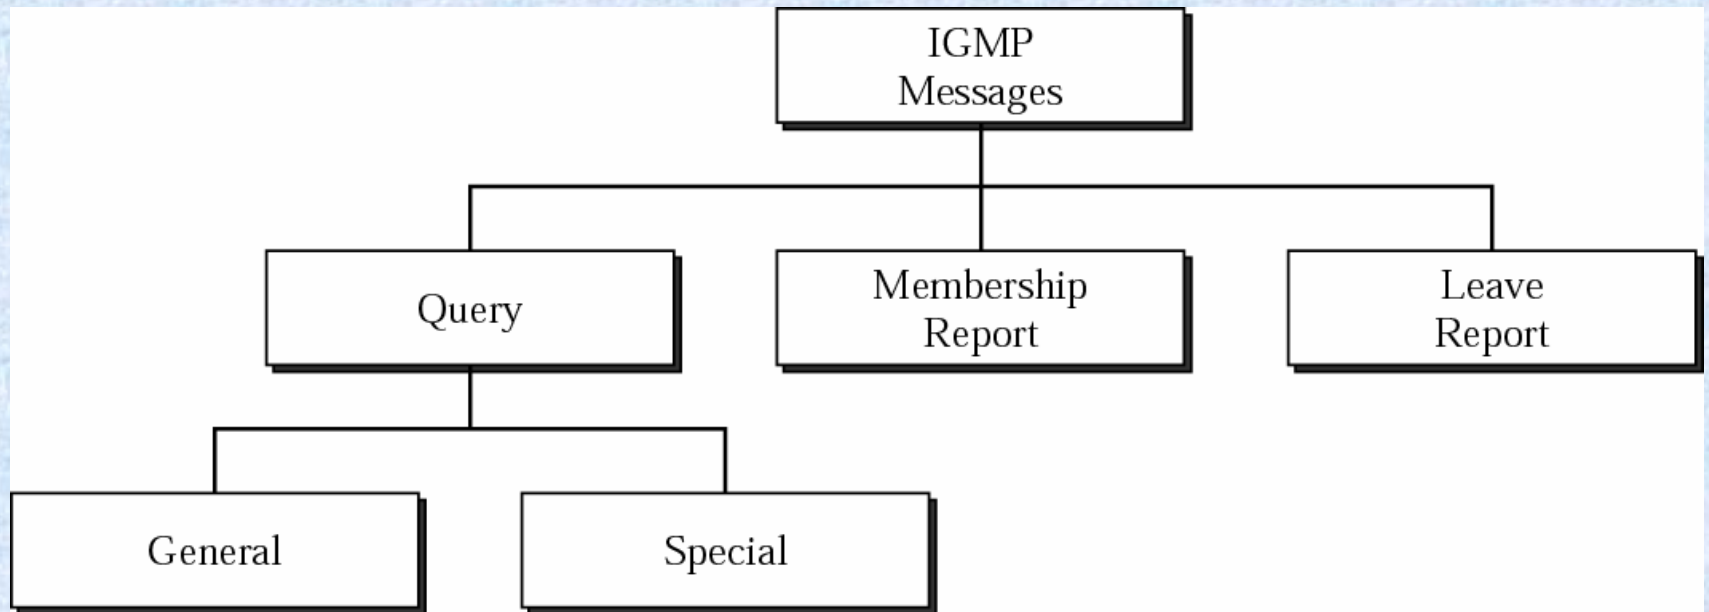 IGMP
Messages
Query
Membership
Report
Leave
Report
General
Special